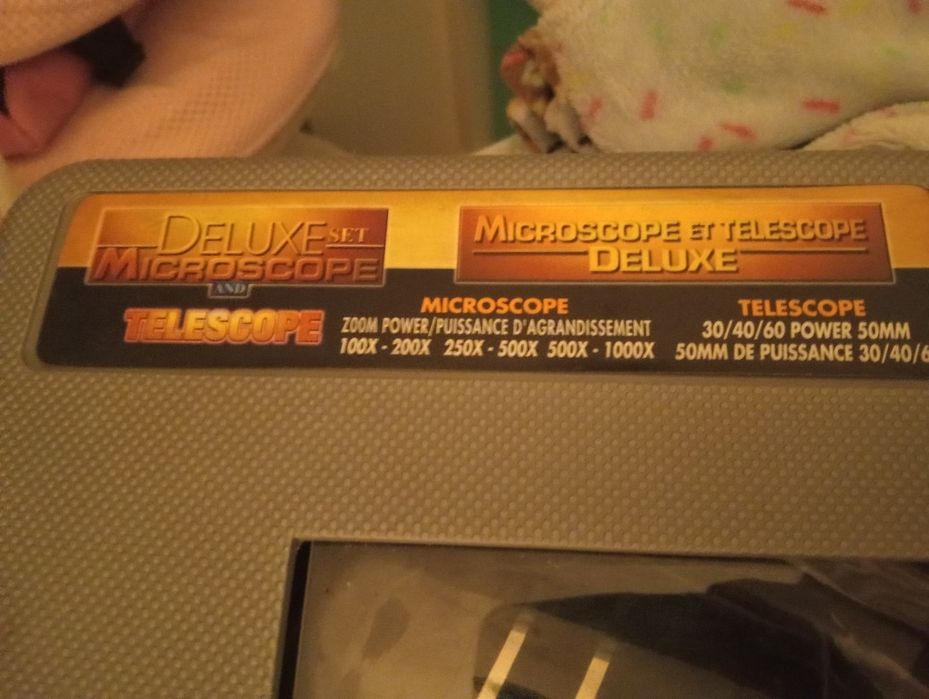 DELUXE SET
MICROSCOPE
AND
TELESCOPE
MICROSCOPE ET TELESCOPE
DELUXE
MICROSCOPE
ZOOM POWER/PUISSANCE D'AGRANDISSEMENT
100X - 200X 250X - 500X 500X - 1000X
TELESCOPE
30/40/60 POWER 50MM
50MM DE PUISSANCE 30/40/6